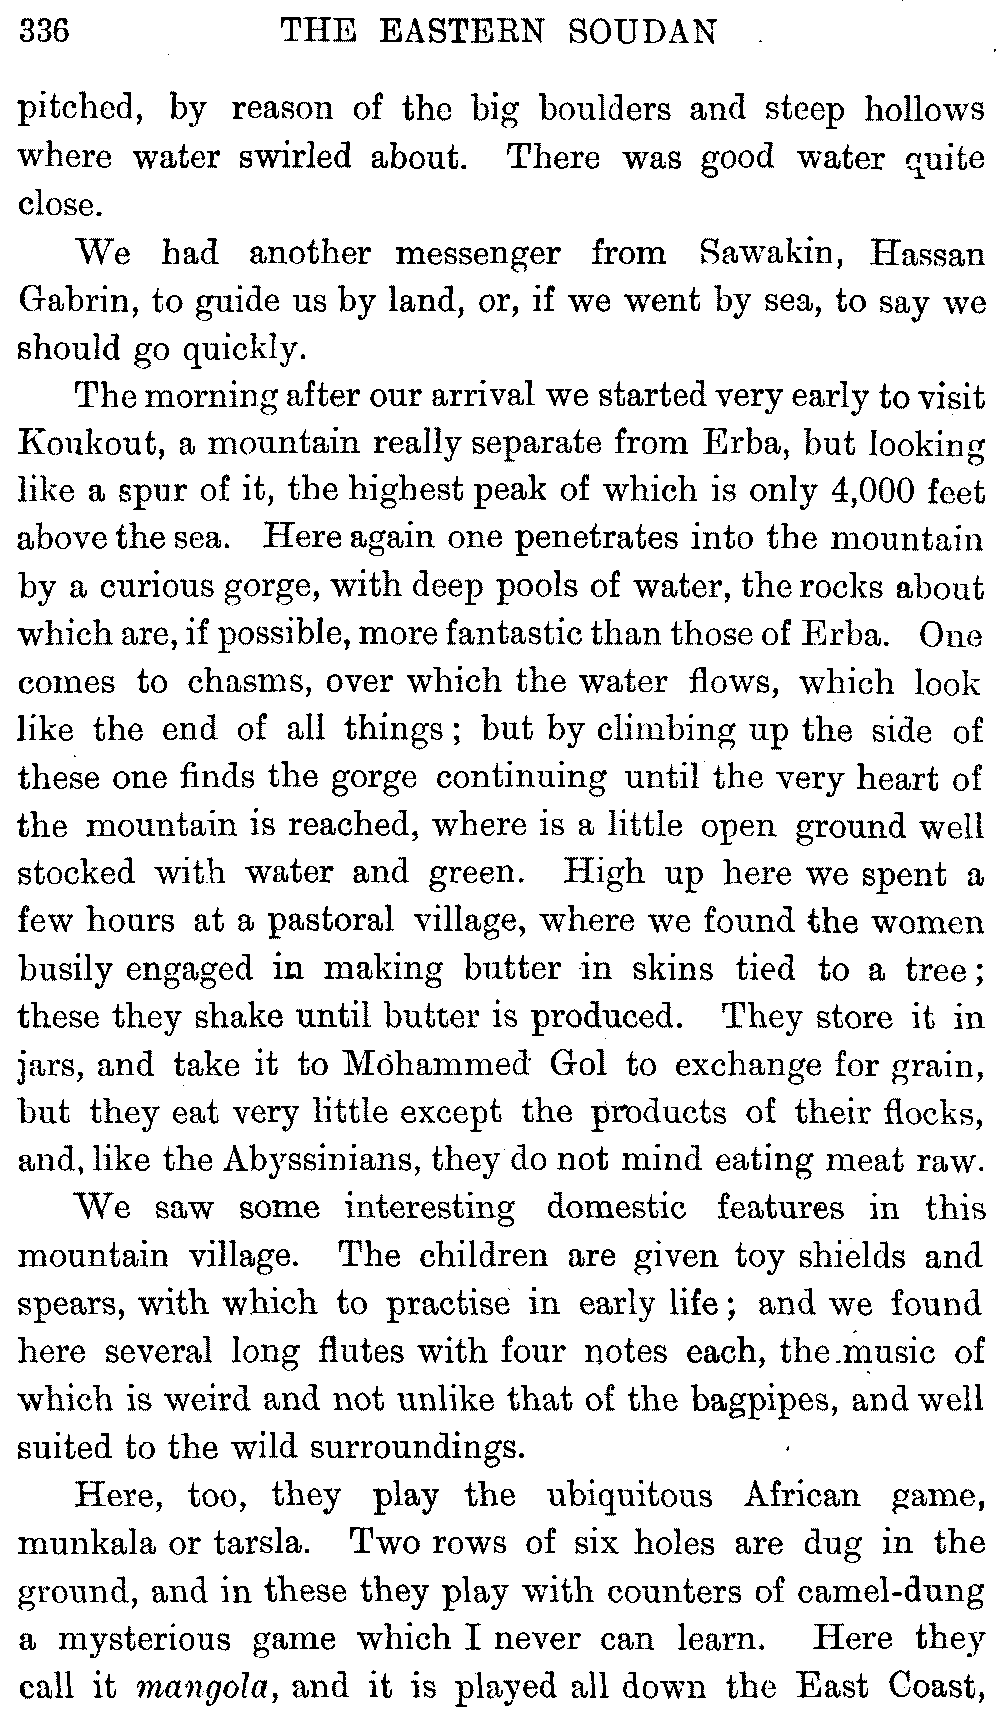 336 THE EASTERN SOUDAN
pitched, by reason of the big boulders and steep hollows
where water swirled about. There was good water quite
close.
We had another messenger from Sawakin, Hassan
Gabrin, to guide us by land, or, if we went by sea, to say we
should go quickly.
The morning after our arrival we started very early to visit
Koukout, a mountain really separate from Erba, but looking
like a spur of it, the highest peak of which is only 4,000 feet
above the sea. Here again one penetrates into the mountain
by a curious gorge, with deep pools of water, the rocks about
which are, if possible, more fantastic than those of Erba. One
comes to chasms, over which the water flows, which look
like the end of all things; but by climbing up the side of
these one finds the gorge continuing until the very heart of
the mountain is reached, where is a little open ground well
stocked with water and green. High up here we spent a
few hours at a pastoral village, where we found the women
busily engaged in making butter in skins tied to a tree;
these they shake until butter is produced. They store it in
jars, and take it to Mohammed Gol to exchange for grain,
but they eat very little except the products of their flocks,
and, like the Abyssinians, they do not mind eating meat raw.
We saw some interesting domestic features in this
mountain village. The children are given toy shields and
spears, with which to practise in early life; and we found
here several long flutes with four notes each, the music of
which is weird and not unlike that of the bagpipes, and well
suited to the wild surroundings.
Here, too, they play the ubiquitous African game,
munkala or tarsla. Two rows of six holes are dug in the
ground, and in these they play with counters of camel-dung
a mysterious game which I never can learn. Here they
call it mangola, and it is played all down the East Coast,